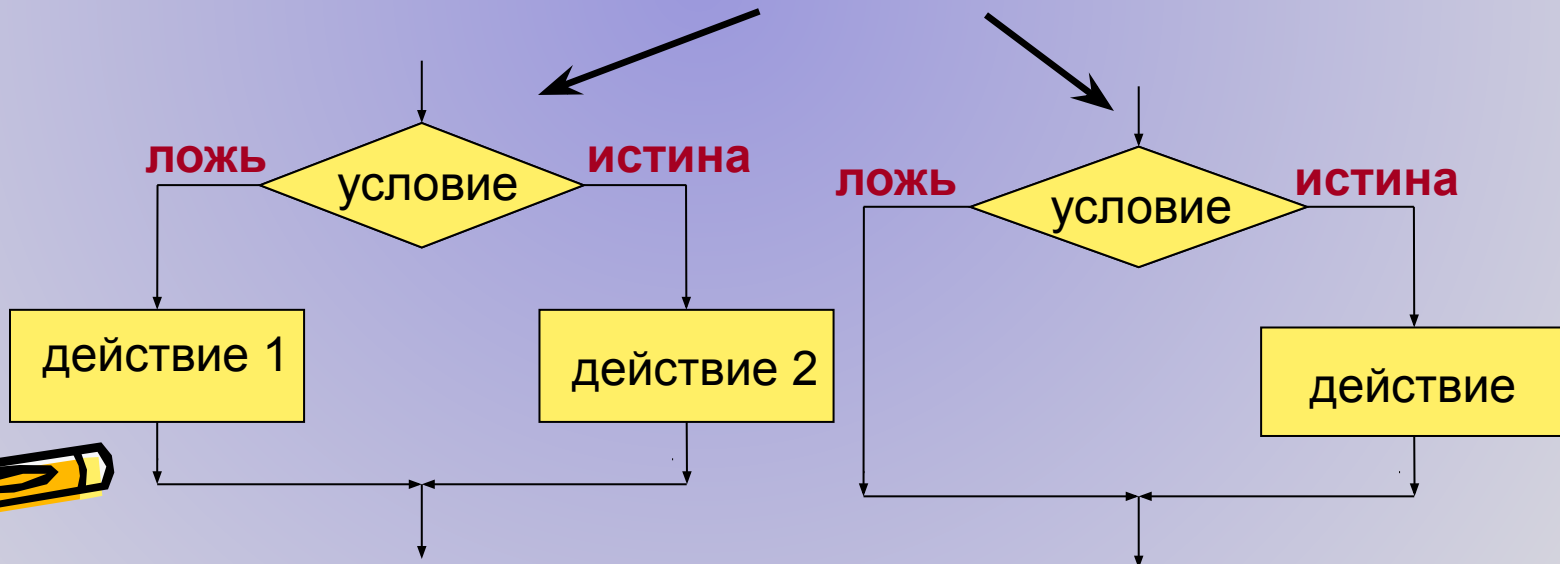 ложь
условие
истина
действие 1
действие 2
ложь
условие
истина
действие